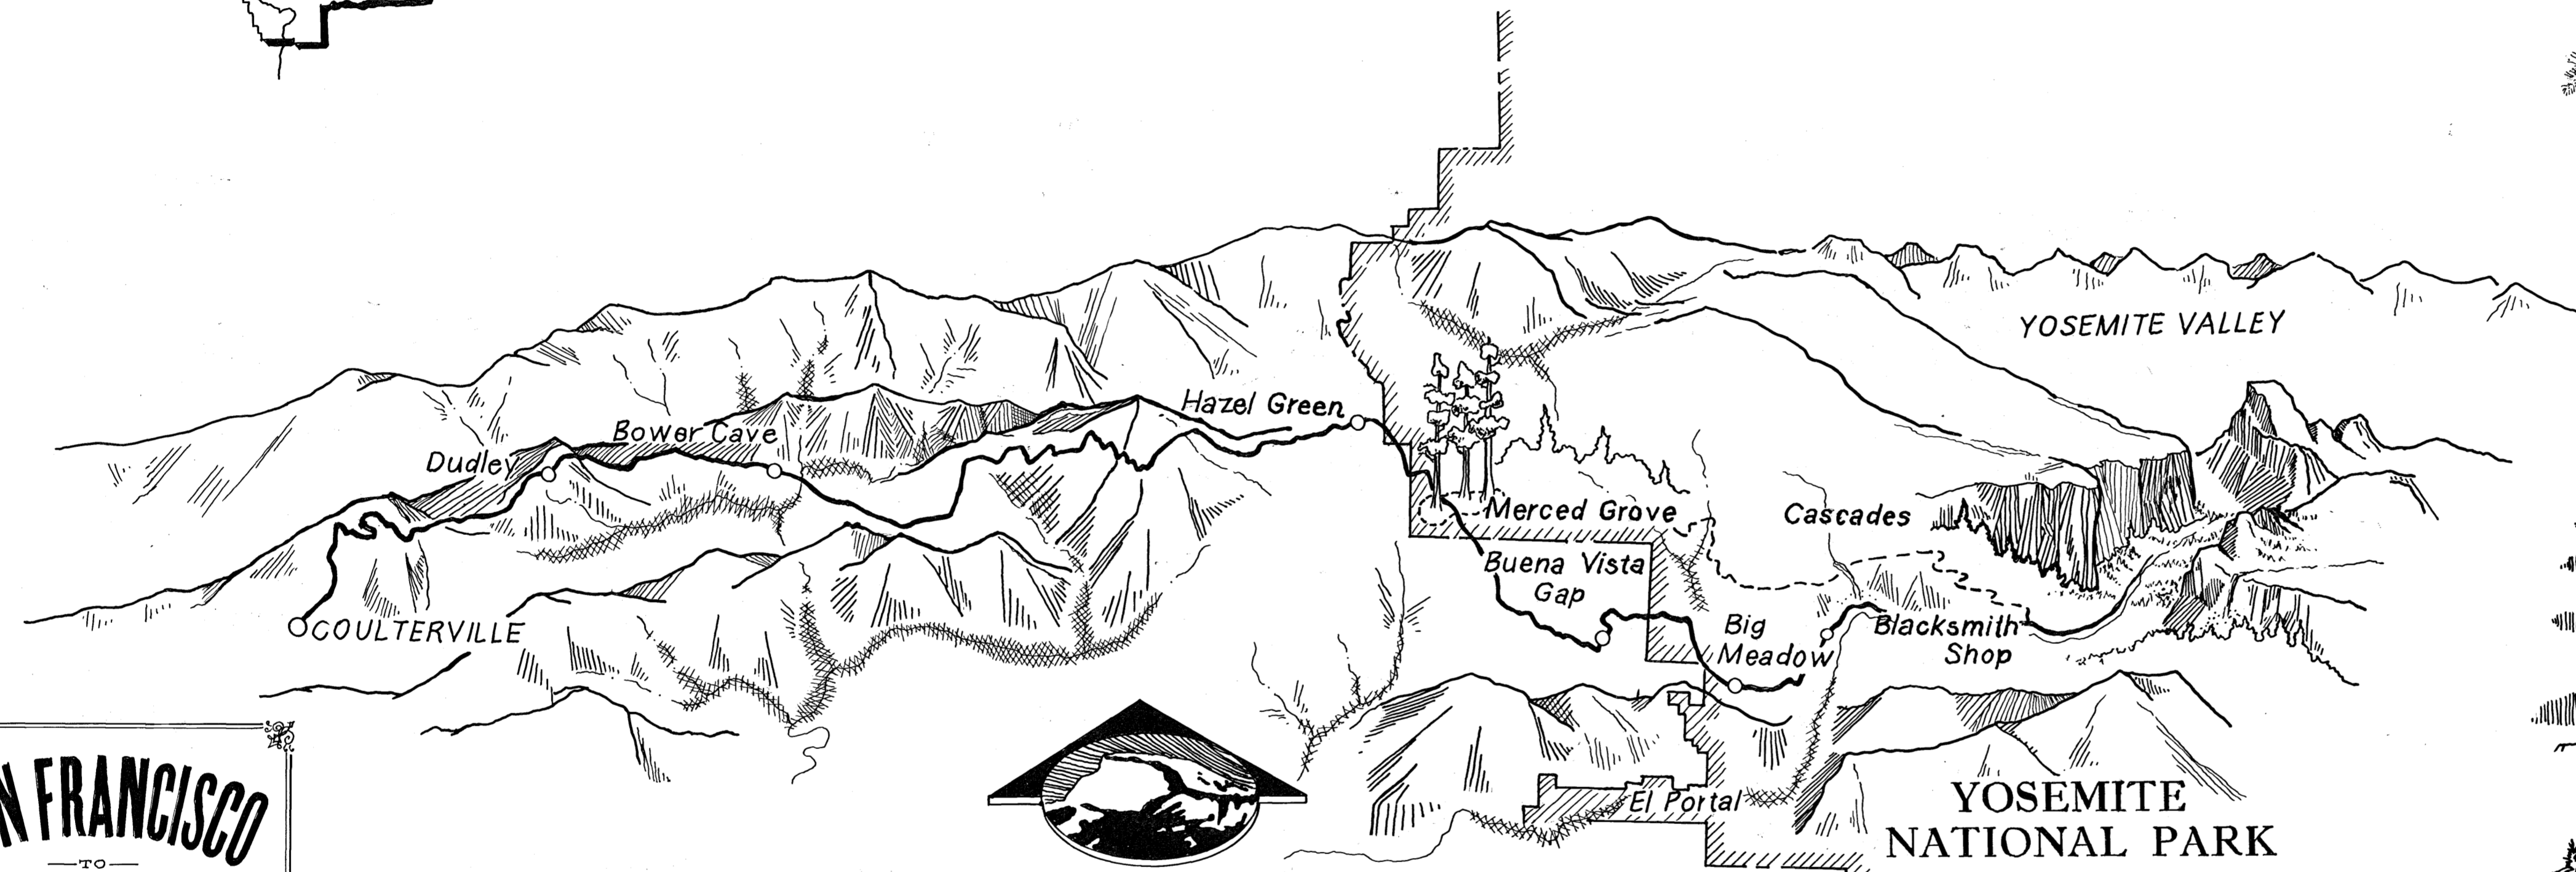 YOSEMITE VALLEY
Hazel Green
Bower Cave
Dudley
Merced Grove
Cascades
Buena Vista
Gap
COULTERVILLE
Big
Meadow
Blacksmith
Shop
FRANCISCO
TO
El Portal
YOSEMITE
NATIONAL PARK